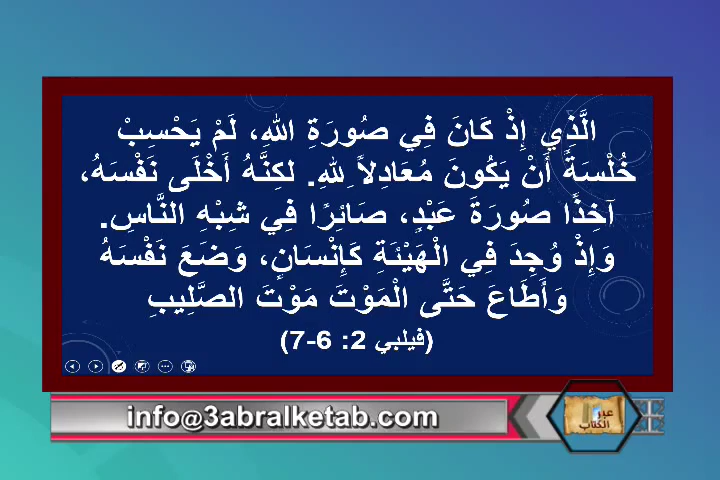 الَّذِي إِذْ كَانَ فِي صُورَةِ اللهِ، لَمْ يَحْسِبْ
خُلْسَةً أَنْ يَكُونَ مُعَادِلاً ِللهِ. لكِنَّهُ أَخْلَى نَفْسَهُ،
آخِذًا صُورَةَ عَبْدٍ، صَائِرًا فِي شِبْهِ النَّاسِ.
وَإِذْ وُجِدَ فِي الْهَيْئَةِ كَإِنْسَانٍ، وَضَعَ نَفْسَهُ
وَأَطَاعَ حَتَّى الْمَوْتَ مَوْتَ الصَّلِيبِ
(فيلبي 2: 6-7)
info@3abralketab.com
عبر
الكتاب